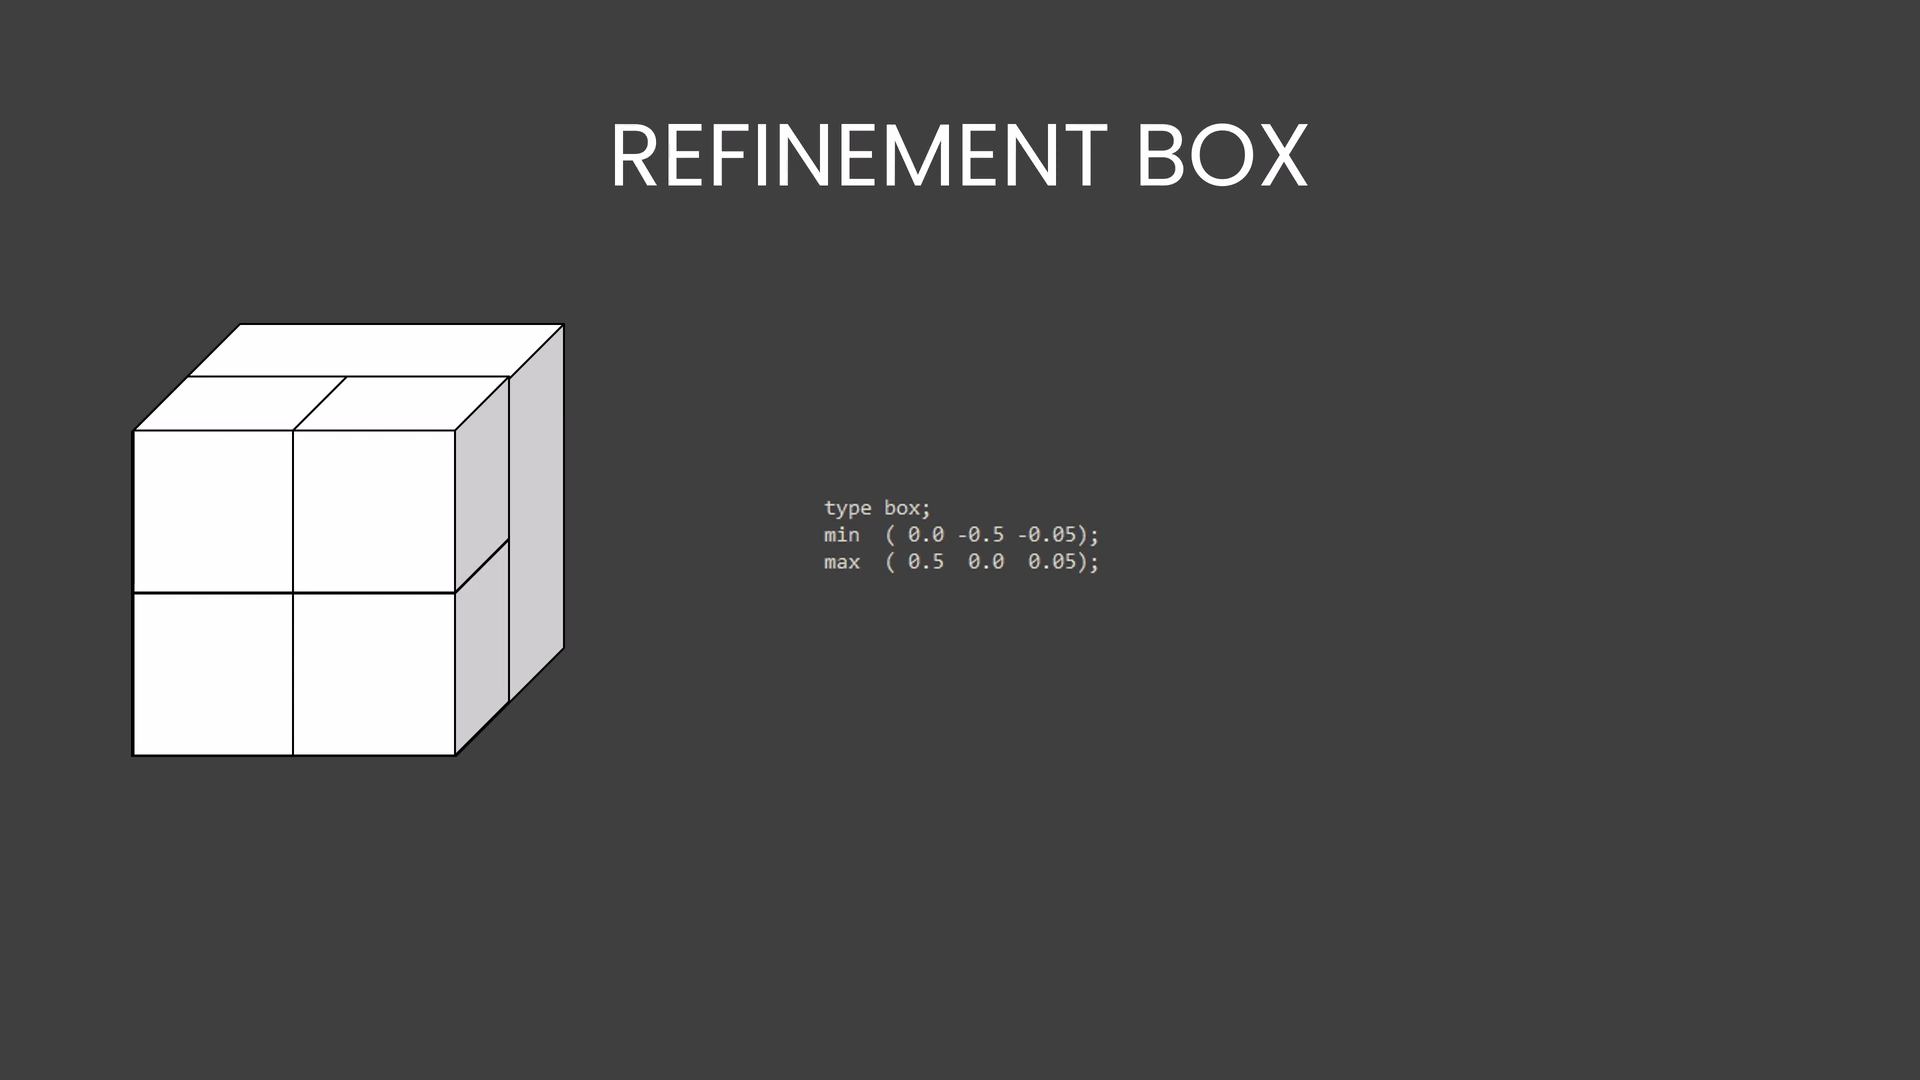 REFINEMENT BOX
type box;
min  ( 0.0 -0.5 -0.05);
max  ( 0.5  0.0  0.05);